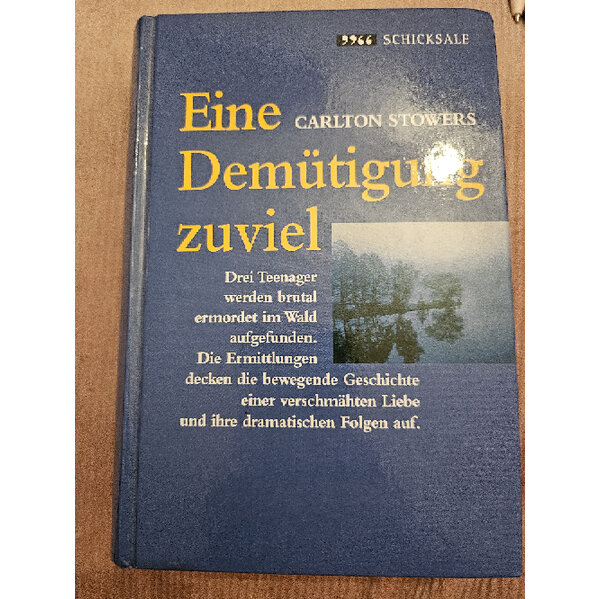 SCHICKSALE
Eine CARLTON STOWERS
Demütigung
zuviel
Drei Teenager
werden brutal
ermordet im Wald
aufgefunden.
Die Ermittlungen
decken die bewegende Geschichte
einer verschmähten Liebe
und ihre dramatischen Folgen auf.